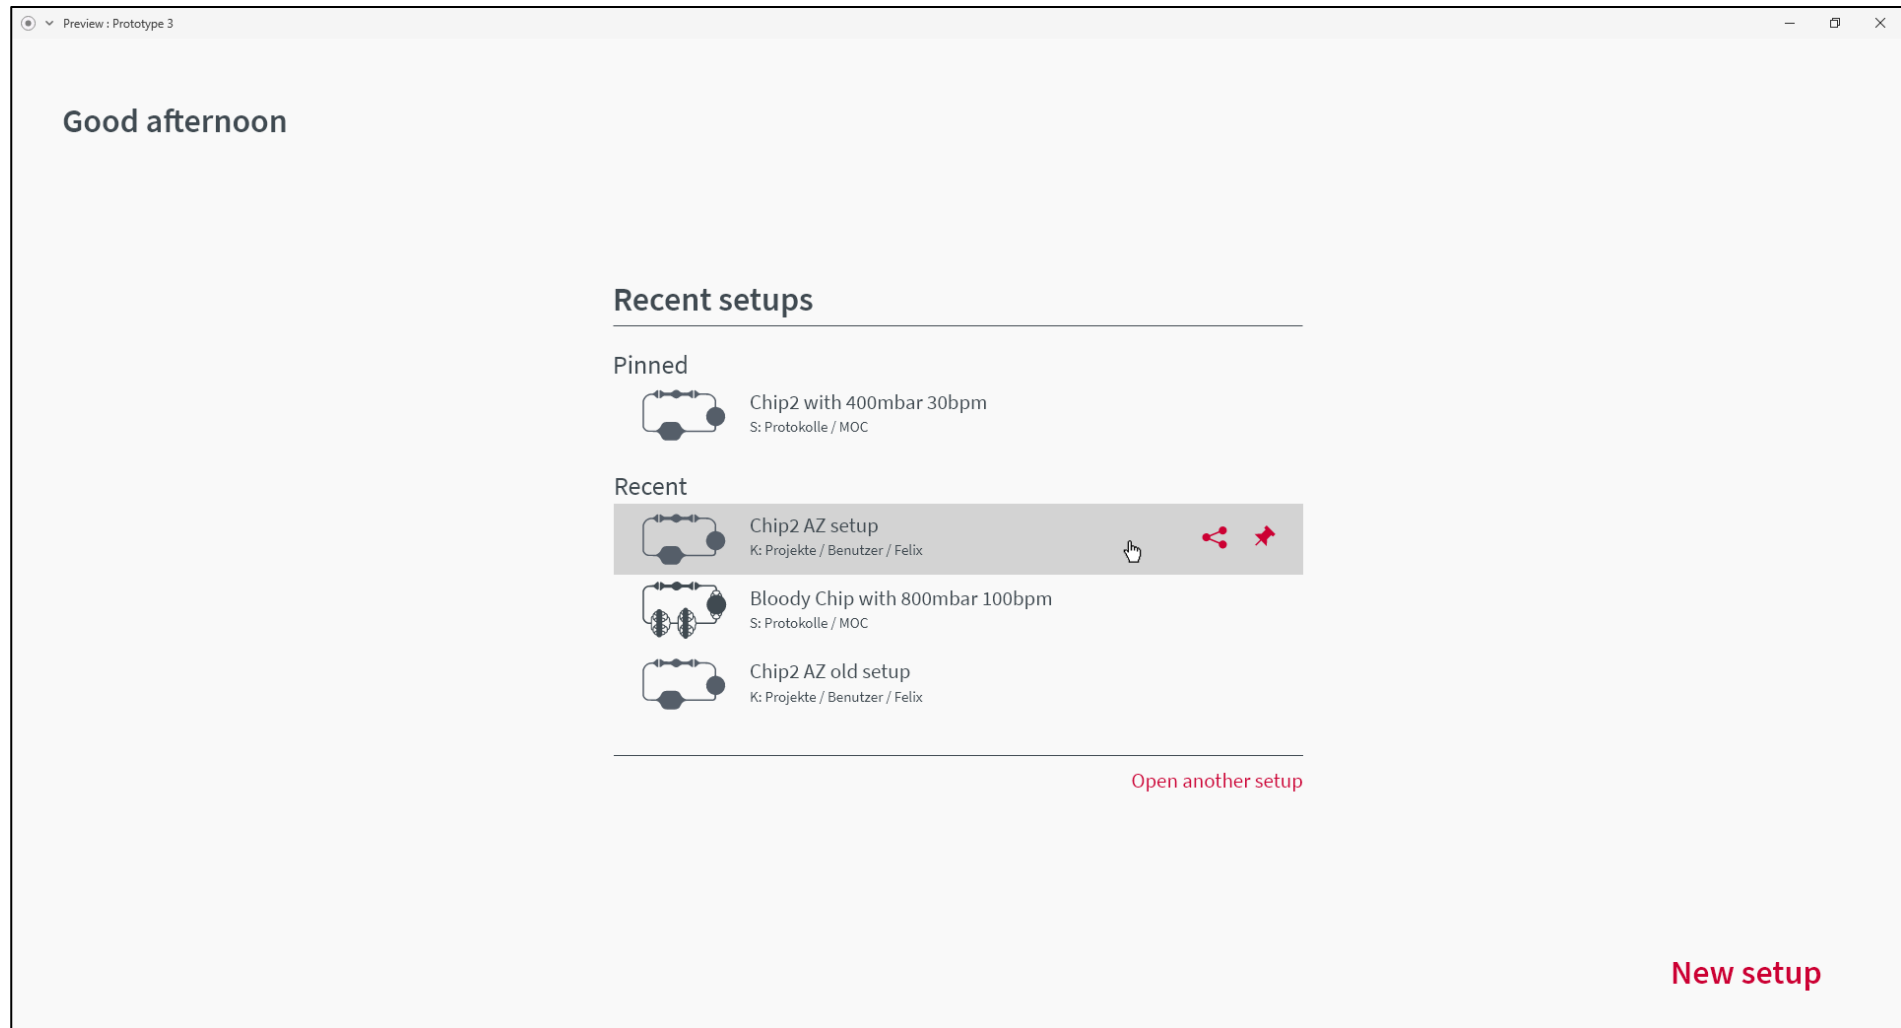 Preview : Prototype 3
Good afternoon
Recent setups
Pinned
Chip2 with 400mbar 30bpm
S: Protokolle / MOC
Recent
Chip2 AZ setup
K: Projekte / Benutzer / Felix
Bloody Chip with 800mbar 100bpm
S: Protokolle / MOC
Chip2 AZ old setup
K: Projekte / Benutzer / Felix
Open another setup
New setup